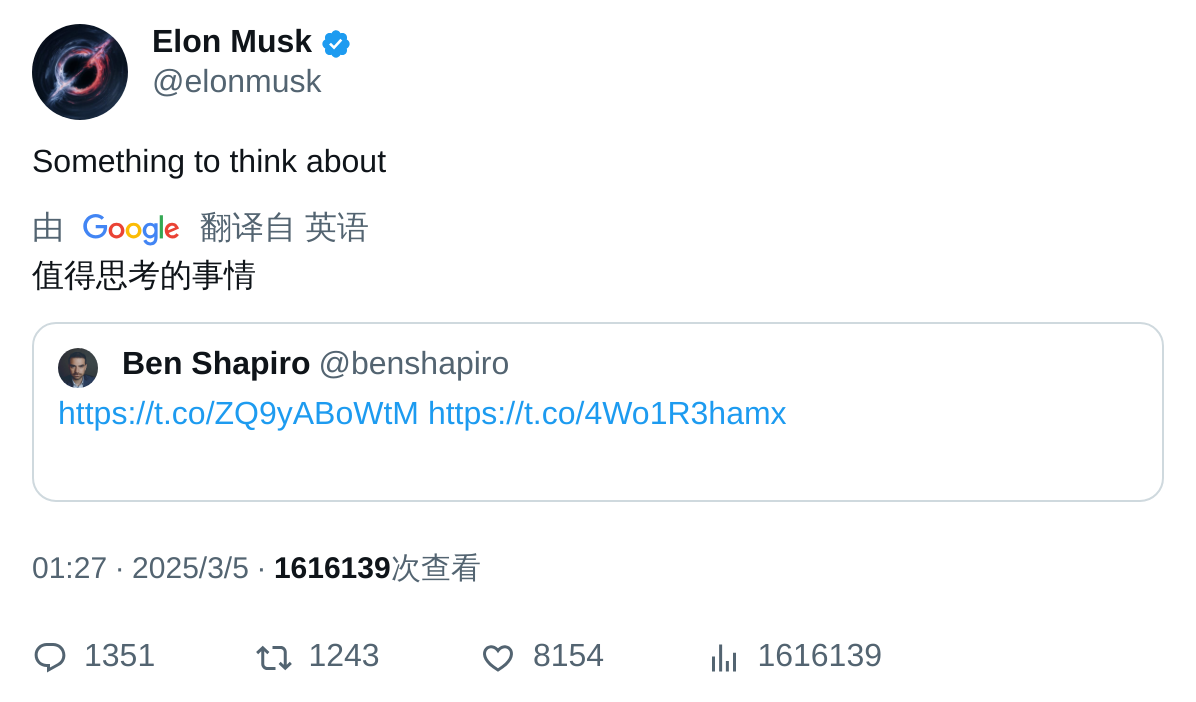 Elon Musk
@elonmusk
Something to think about
由 Google 翻译自 英语
值得思考的事情
Ben Shapiro @benshapiro
https://t.co/ZQ9yABoWtM https://t.co/4Wo1R3hamx
01:27 · 2025/3/5 · 1616139次查看
1351 1243 8154 1616139